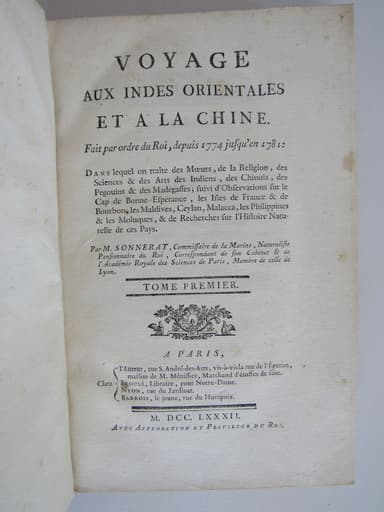 VOYAGE
AUX INDES ORIENTALES
ET A LA CHINE.
Fait par ordre du Roi, depuis 1774 jusqu'en 1781:
DANS lequel on traite des Mœurs, de la Religion, des
Sciences & des Arts des Indiens, des Chinois, des
Pégouins & des Madégasses; suivi d'Observations sur le
Cap de Bonne-Espérance, les Isles de France & de
Bourbon, les Maldives, Ceylan, Malacca, les Philippines
& les Moluques, & de Recherches sur l'Histoire Natu-
relle de ces Pays.
Par M. SONNERAT, Commissaire de la Marine, Naturaliste
Pensionnaire du Roi, Correspondant de son Cabinet & de
l'Académie Royale des Sciences de Paris, Membre de celle de
Lyon.
TOME PREMIER.
A PARIS,
Chez
l'Auteur, rue S. André-des-Arts, vis-à-vis la rue de l'Éperon,
maison de M. Ménissier, Marchand d'étoffes de soie.
FROULÉ, Libraire, pont Notre-Dame.
NYON, rue du Jardinet.
BARROIS, le jeune, rue du Hurepoix.
M. DCC. LXXXII.
AVEC APPROBATION ET PRIVILEGE DU ROI.